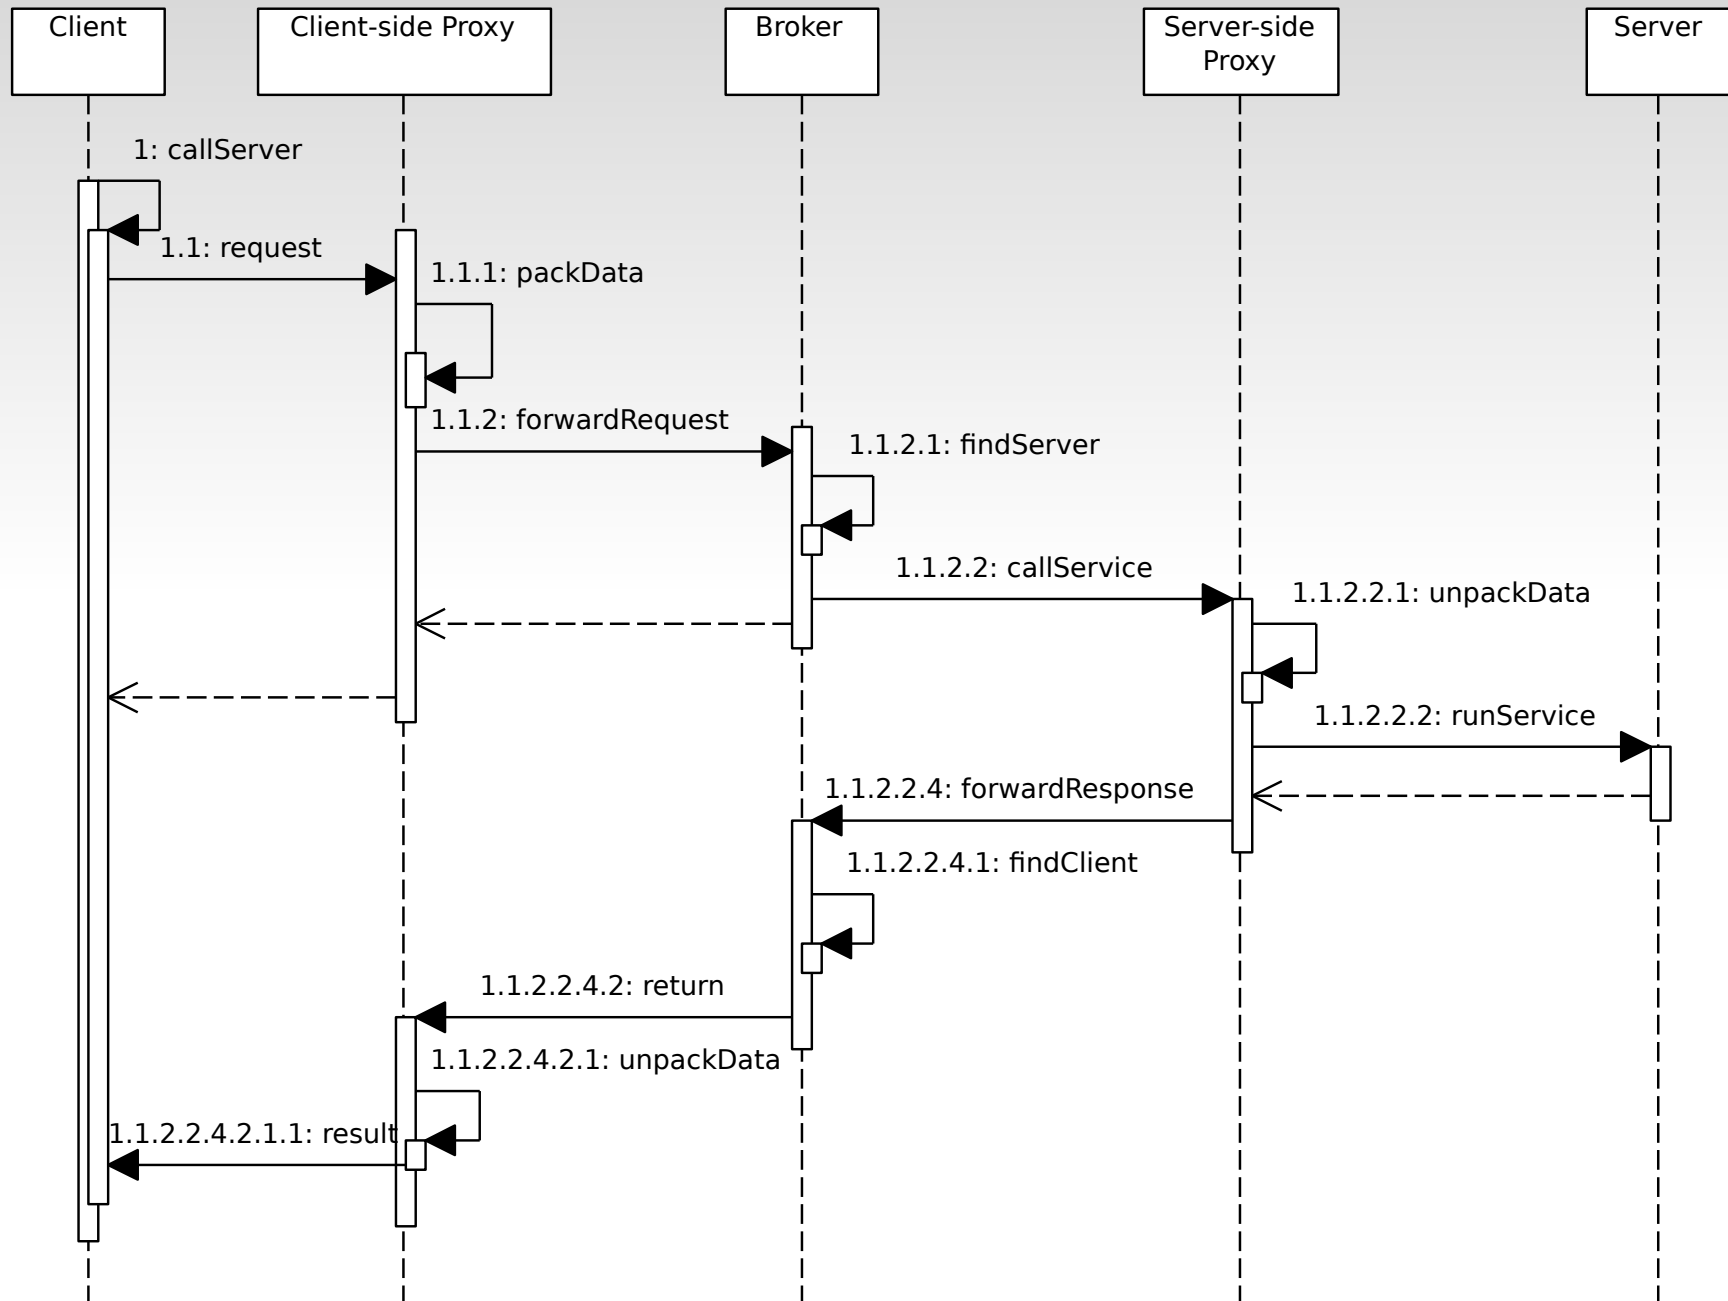 Client
Client-side Proxy
Broker
Server-side
Proxy
Server
1: callServer
1.1: request
1.1.1: packData
1.1.2: forwardRequest
1.1.2.1: findServer
1.1.2.2: callService
1.1.2.2.1: unpackData
1.1.2.2.2: runService
1.1.2.2.4: forwardResponse
1.1.2.2.4.1: findClient
1.1.2.2.4.2: return
1.1.2.2.4.2.1: unpackData
1.1.2.2.4.2.1.1: result